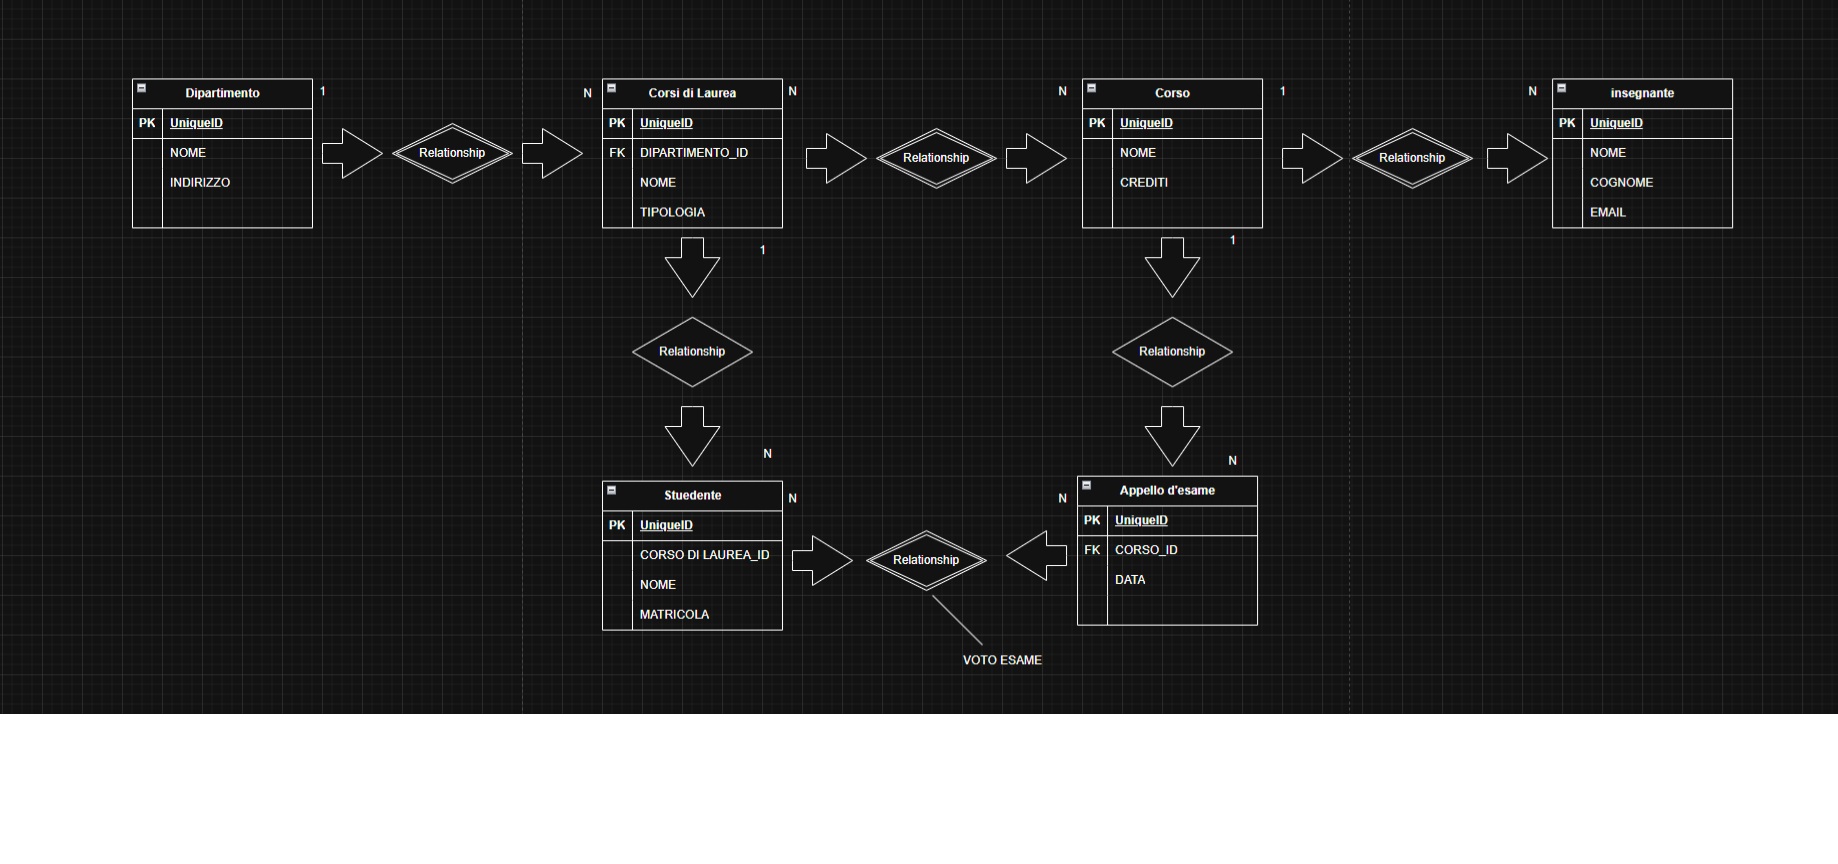 Dipartimento
1
PK UniqueID
NOME
INDIRIZZO
Relationship
N
Corsi di Laurea
N
PK UniqueID
FK DIPARTIMENTO_ID
NOME
TIPOLOGIA
1
Relationship
N
Corso
1
PK UniqueID
NOME
CREDITI
1
Relationship
N
insegnante
PK UniqueID
NOME
COGNOME
EMAIL
Relationship
N
Relationship
N
Stuedente
N
PK UniqueID
CORSO DI LAUREA_ID
NOME
MATRICOLA
Relationship
VOTO ESAME
N
Appello d'esame
PK UniqueID
FK CORSO_ID
DATA